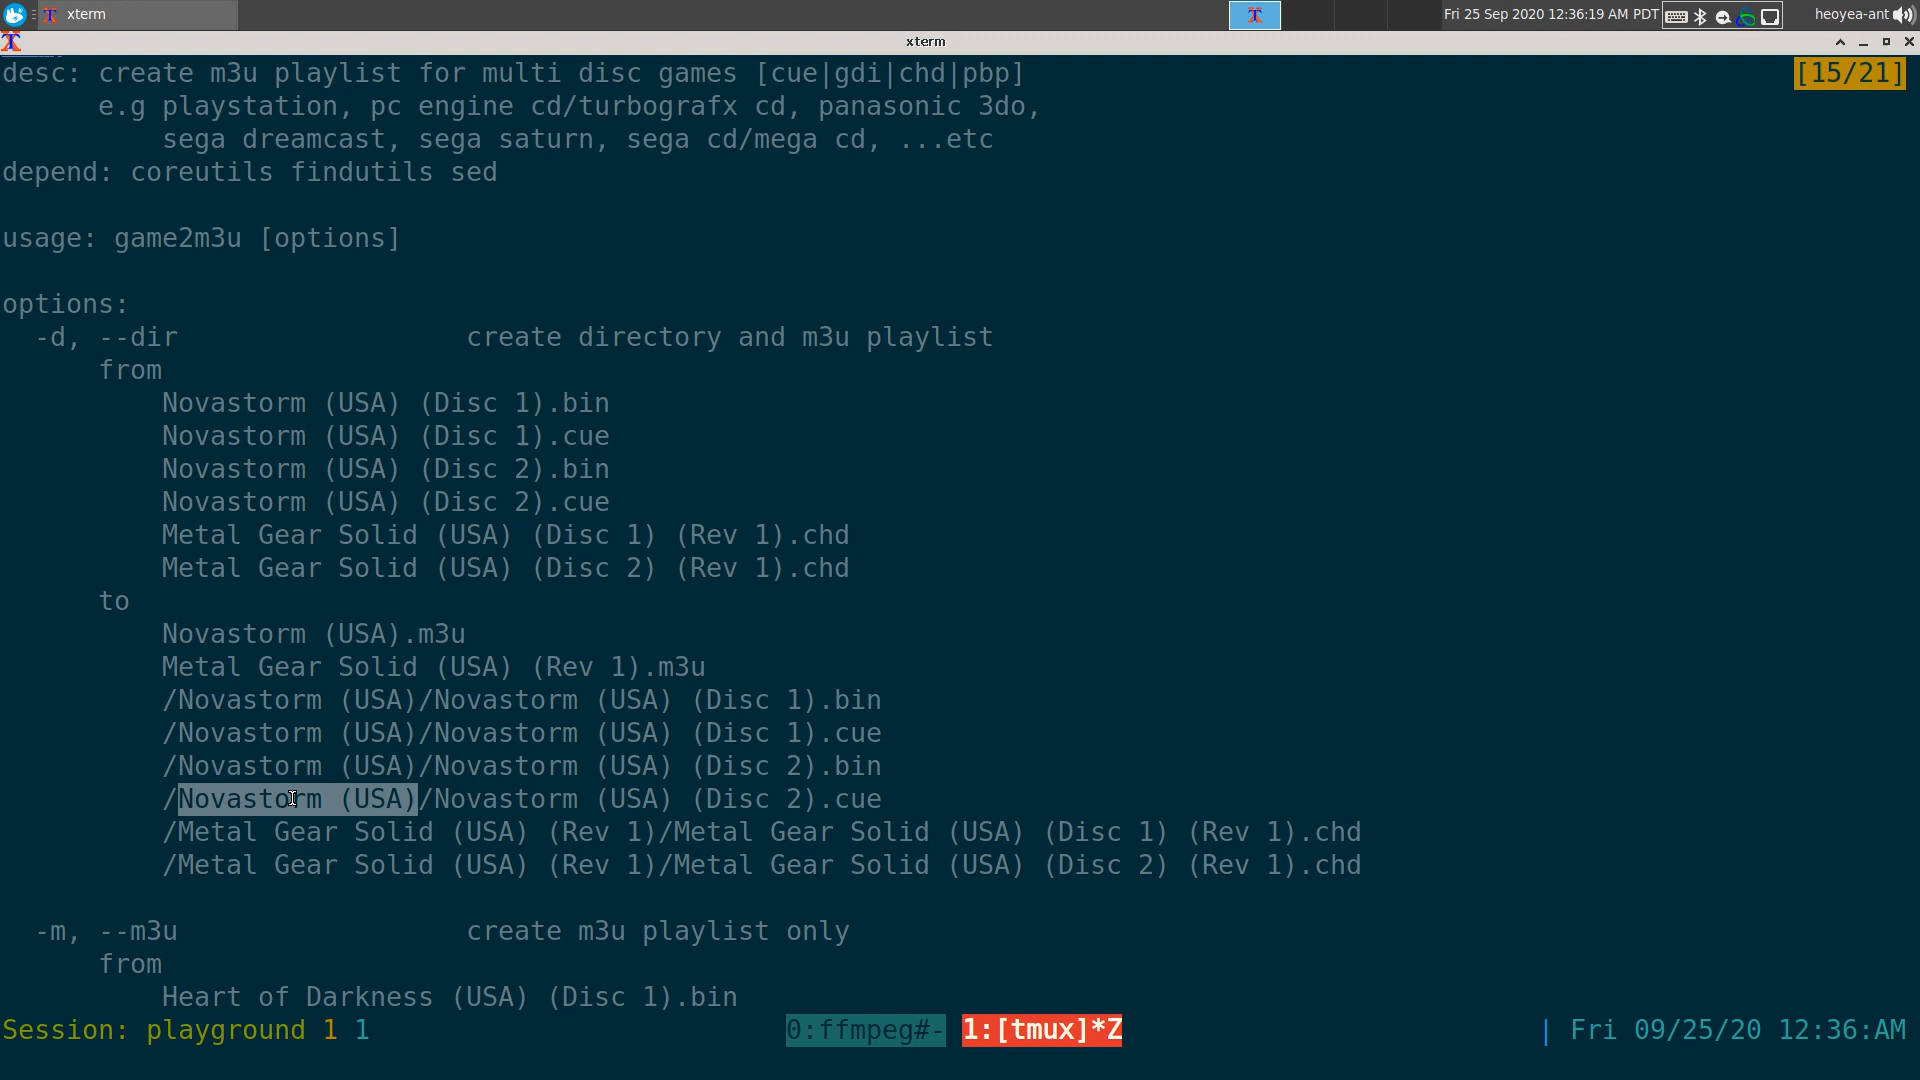 xterm
Fri 25 Sep 2020 12:36:19 AM PDT
heoyea-ant
xterm
desc: create m3u playlist for multi disc games [cue|gdi|chd|pbp]
[15/21]
e.g playstation, pc engine cd/turbografx cd, panasonic 3do,
sega dreamcast, sega saturn, sega cd/mega cd, ...etc
depend: coreutils findutils sed
usage: game2m3u [options]
options:
-d, --dir create directory and m3u playlist
from
Novastorm (USA) (Disc 1).bin
Novastorm (USA) (Disc 1).cue
Novastorm (USA) (Disc 2).bin
Novastorm (USA) (Disc 2).cue
Metal Gear Solid (USA) (Disc 1) (Rev 1).chd
Metal Gear Solid (USA) (Disc 2) (Rev 1).chd
to
Novastorm (USA).m3u
Metal Gear Solid (USA) (Rev 1).m3u
/Novastorm (USA)/Novastorm (USA) (Disc 1).bin
/Novastorm (USA)/Novastorm (USA) (Disc 1).cue
/Novastorm (USA)/Novastorm (USA) (Disc 2).bin
/Novastorm (USA)/Novastorm (USA) (Disc 2).cue
/Metal Gear Solid (USA) (Rev 1)/Metal Gear Solid (USA) (Disc 1) (Rev 1).chd
/Metal Gear Solid (USA) (Rev 1)/Metal Gear Solid (USA) (Disc 2) (Rev 1).chd
-m, --m3u create m3u playlist only
from
Heart of Darkness (USA) (Disc 1).bin
Session: playground 1 1
0:ffmpeg#- 1:[tmux]*Z
| Fri 09/25/20 12:36:AM